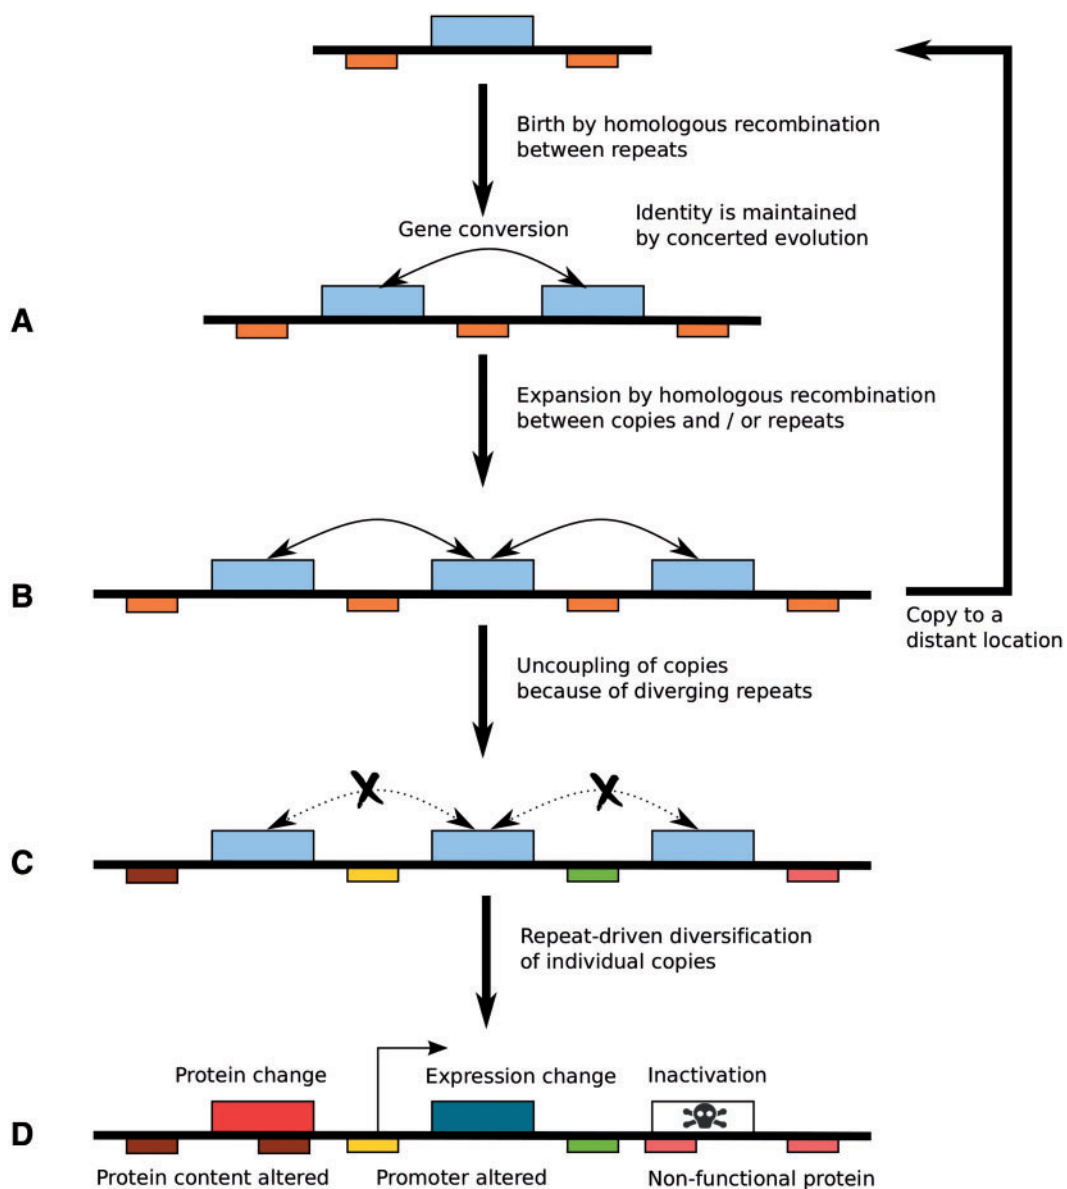 Birth by homologous recombination
between repeats
Gene conversion
Identity is maintained
by concerted evolution
A
Expansion by homologous recombination
between copies and / or repeats
B
Copy to a
distant location
Uncoupling of copies
because of diverging repeats
X
X
C
Repeat-driven diversification
of individual copies
Protein change
Expression change
Inactivation
D
Protein content altered
Promoter altered
Non-functional protein